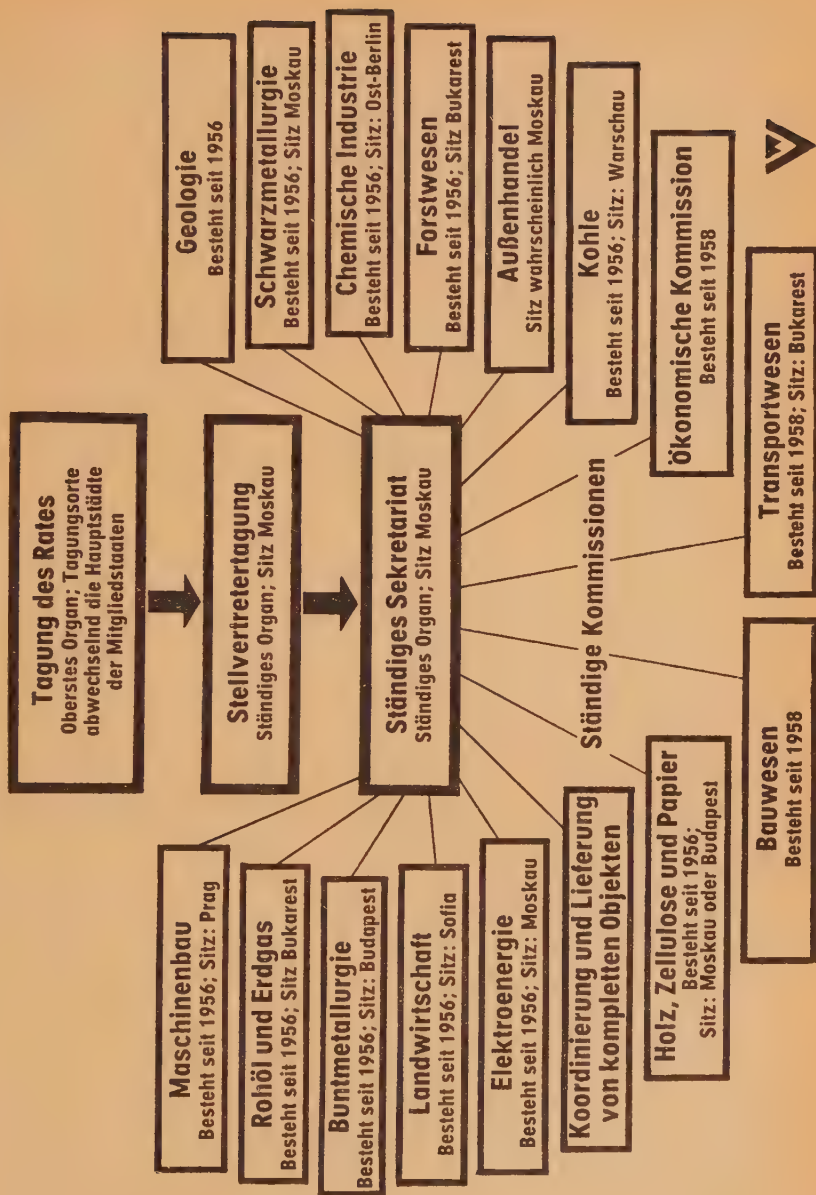 Tagung des Rates
Oberstes Organ; Tagungsorte
abwechselnd die Hauptstädte
der Mitgliedstaaten
Stellvertretertagung
Ständiges Organ; Sitz Moskau
Ständiges Sekretariat
Ständiges Organ; Sitz Moskau
Maschinenbau
Besteht seit 1956; Sitz: Prag
Rohöl und Erdgas
Besteht seit 1956; Sitz Bukarest
Buntmetallurgie
Besteht seit 1956; Sitz: Budapest
Landwirtschaft
Besteht seit 1956; Sitz: Sofia
Elektroenergie
Besteht seit 1956; Sitz: Moskau
Koordinierung und Lieferung
von kompletten Objekten
Holz, Zellulose und Papier
Besteht seit 1956;
Sitz: Moskau oder Budapest
Bauwesen
Besteht seit 1958
Ständige Kommissionen
Geologie
Besteht seit 1956
Schwarzmetallurgie
Besteht seit 1956; Sitz Moskau
Chemische Industrie
Besteht seit 1956; Sitz: Ost-Berlin
Forstwesen
Besteht seit 1956; Sitz Bukarest
Außenhandel
Sitz wahrscheinlich Moskau
Kohle
Besteht seit 1956; Sitz: Warschau
Ökonomische Kommission
Besteht seit 1958
Transportwesen
Besteht seit 1958; Sitz: Bukarest